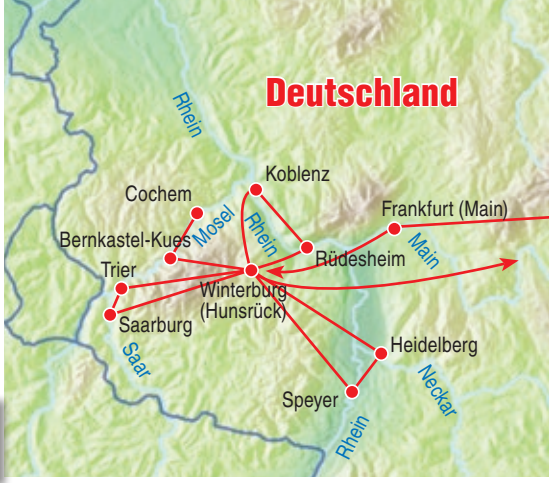 Rhein
Deutschland
Koblenz
Cochem
Mosel
Rhein
Frankfurt (Main)
Main
Bernkastel-Kues
Rüdesheim
Trier
Winterburg
(Hunsrück)
Saarburg
Saar
Heidelberg
Neckar
Speyer
Rhein